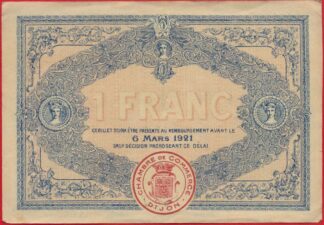 1 FRANC
CE BILLET DEVRA ÊTRE PRÉSENTÉ AU REMBOURSEMENT AVANT LE
6 MARS 1921
SAUF DÉCISION PROROGEANT CE DÉLAI
CHAMBRE DE COMMERCE
DIJON